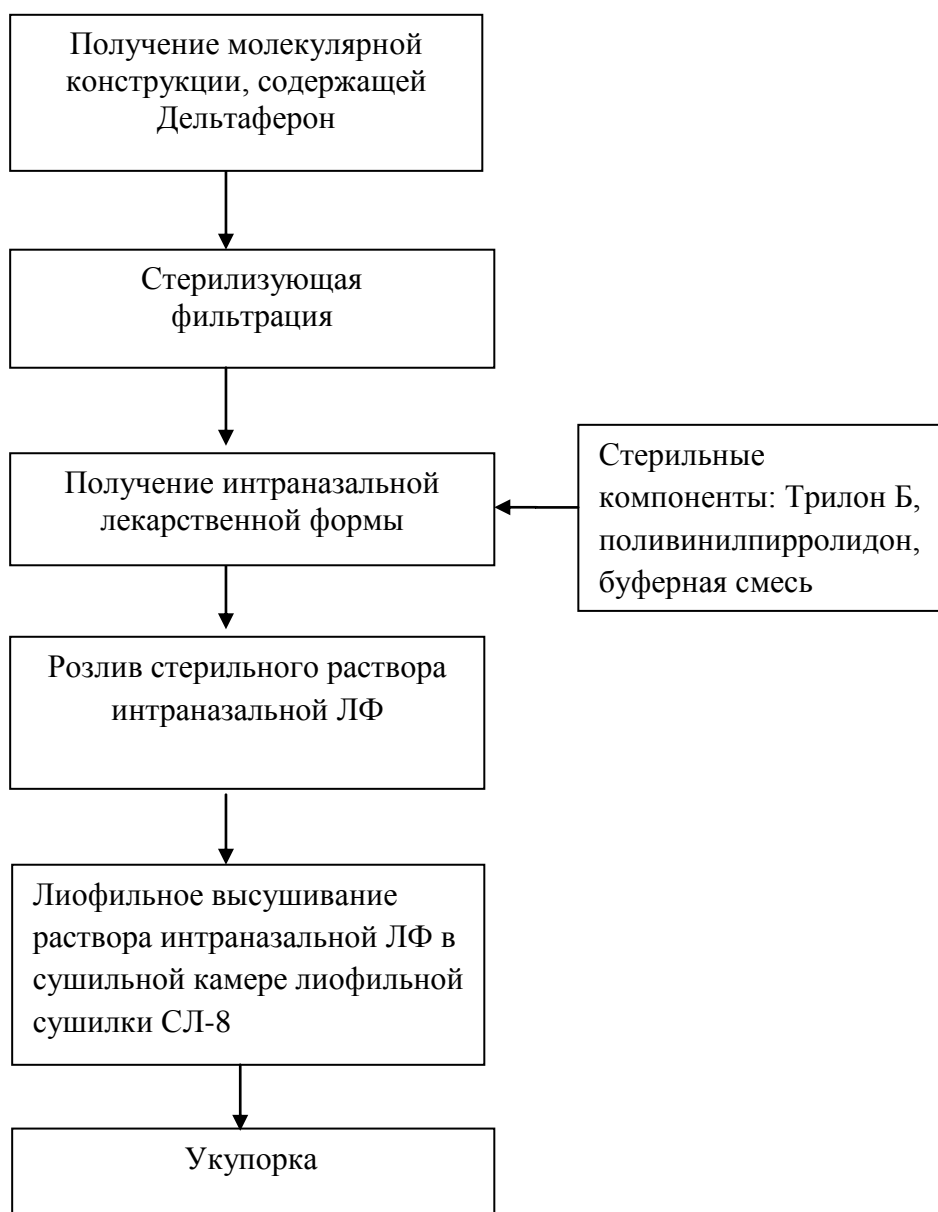 Получение молекулярной
конструкции, содержащей
Дельтаферон
Стерилизующая
фильтрация
Получение интраназальной
лекарственной формы
Стерильные
компоненты: Трилон Б,
поливинилпирролидон,
буферная смесь
Розлив стерильного раствора
интраназальной ЛФ
Лиофильное высушивание
раствора интраназальной ЛФ в
сушильной камере лиофильной
сушилки СЛ-8
Укупорка